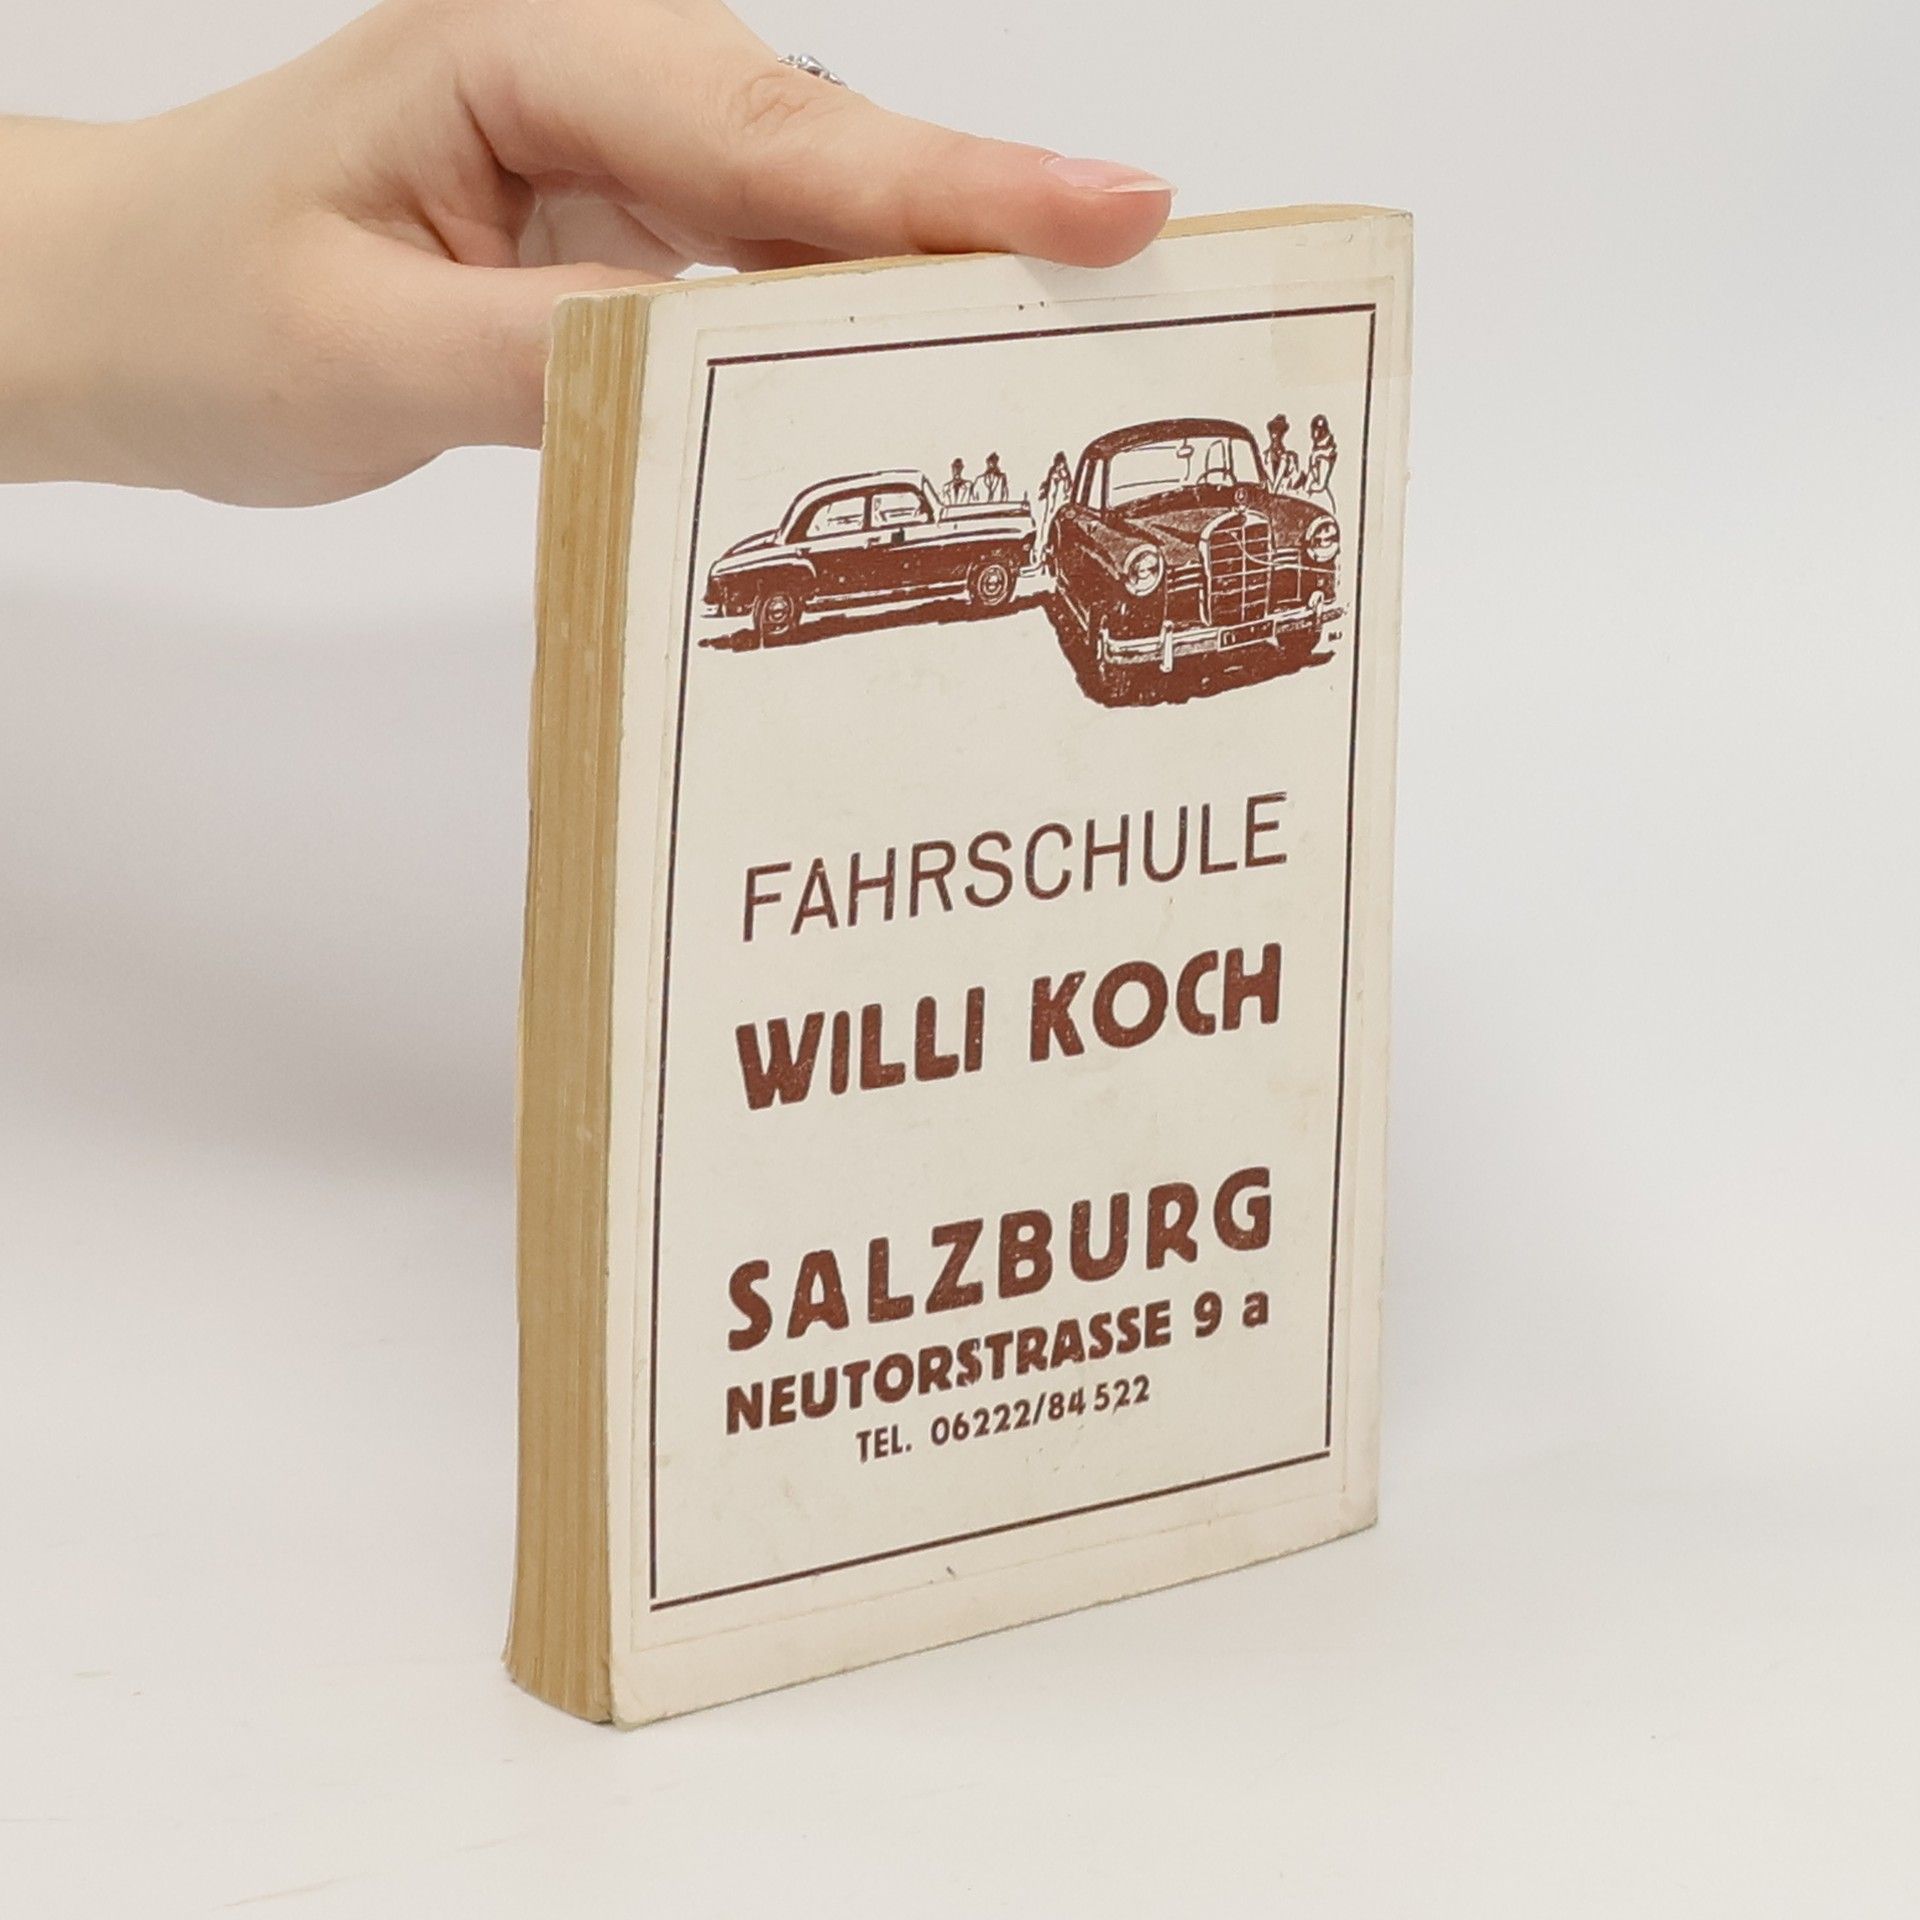 FAHRSCHULE
WILLI KOCH
SALZBURG
NEUTORSTRASSE 9 a
TEL. 06222/84 522